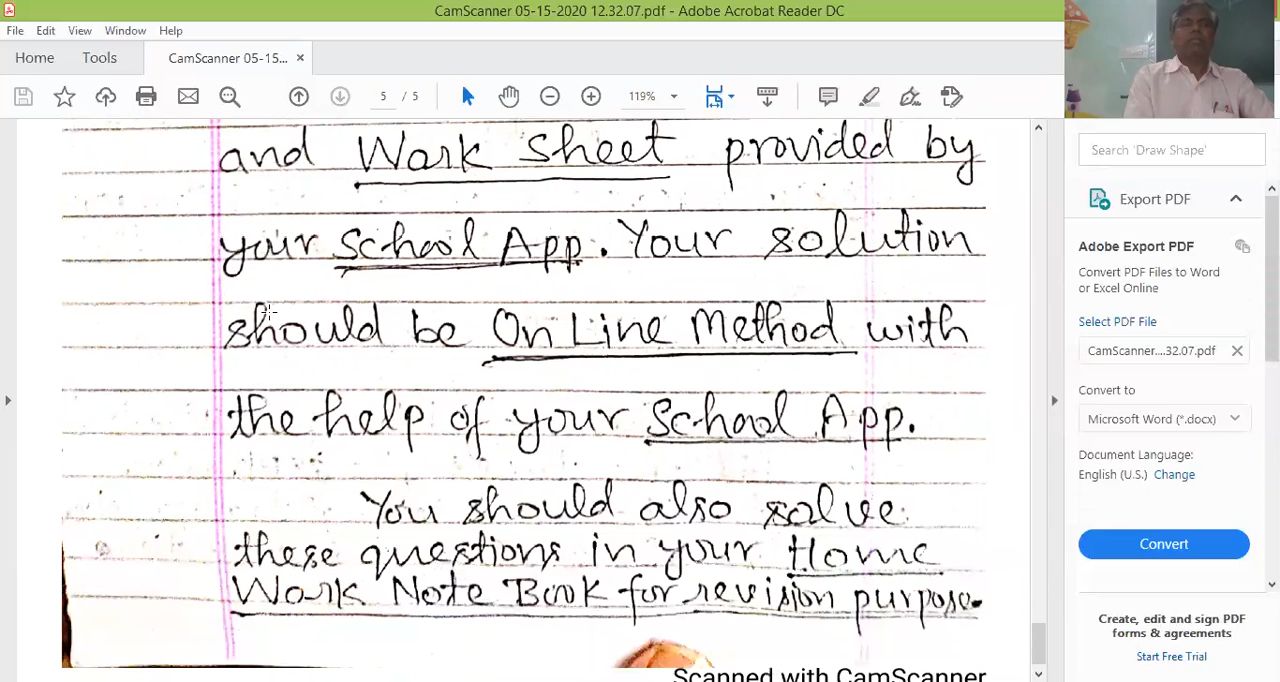 CamScanner 05-15-2020 12.32.07.pdf - Adobe Acrobat Reader DC
File Edit View Window Help
Home Tools CamScanner 05-15... ×
5 / 5 119%
and Work Sheet provided by
your School App. Your solution
should be On Line Method with
the help of your School App.
You should also solve
these questions in your Home
Work Note Book for revision purpose.
Scanned with CamScanner
Search 'Draw Shape'
Export PDF
Adobe Export PDF
Convert PDF Files to Word
or Excel Online
Select PDF File
CamScanner....32.07.pdf
Convert to
Microsoft Word (*.docx)
Document Language:
English (U.S.) Change
Convert
Create, edit and sign PDF
forms & agreements
Start Free Trial